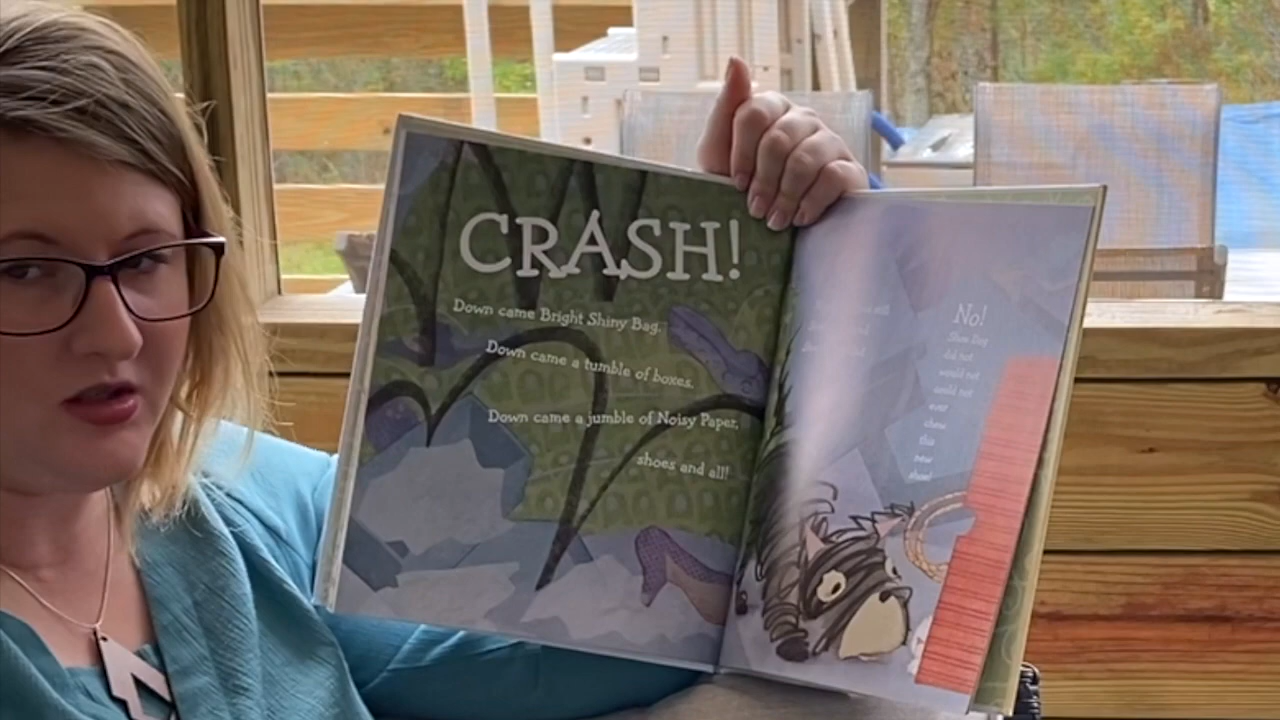 CRASH!
Down came Bright Shiny Bag.
Down came a tumble of boxes.
Down came a jumble of Noisy Paper,
shoes and all!
No!
Shoe Dog
did not
would not
could not
ever
chew
this
new
shoe!